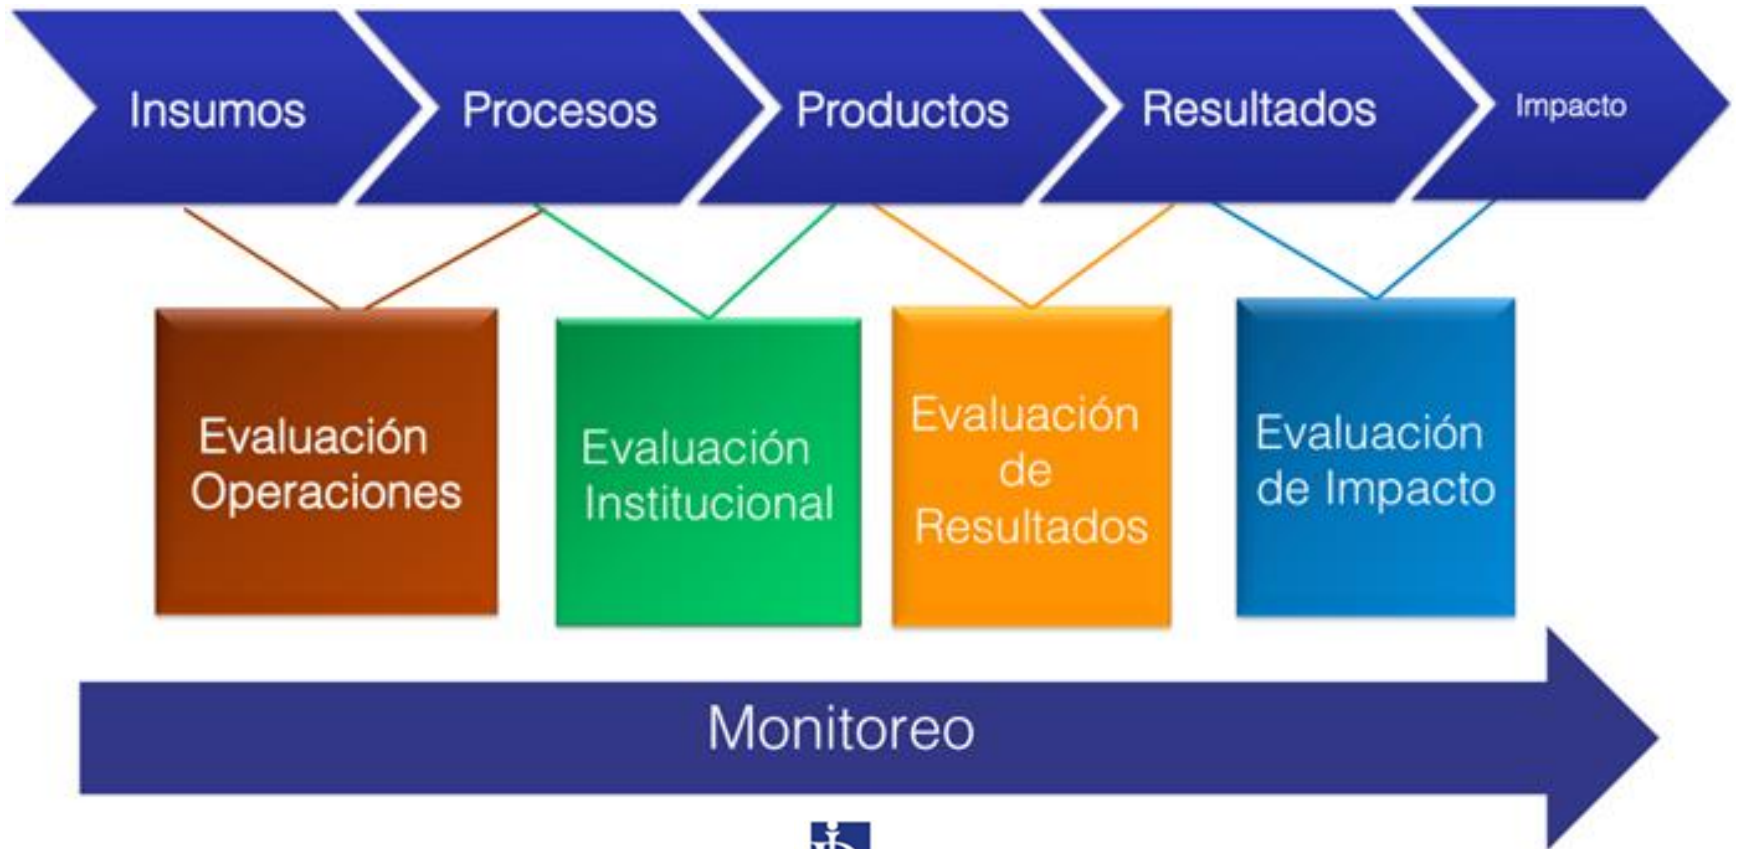 Insumos
Procesos
Productos
Resultados
Impacto
Evaluación
Operaciones
Evaluación
Institucional
Evaluación
de
Resultados
Evaluación
de Impacto
Monitoreo